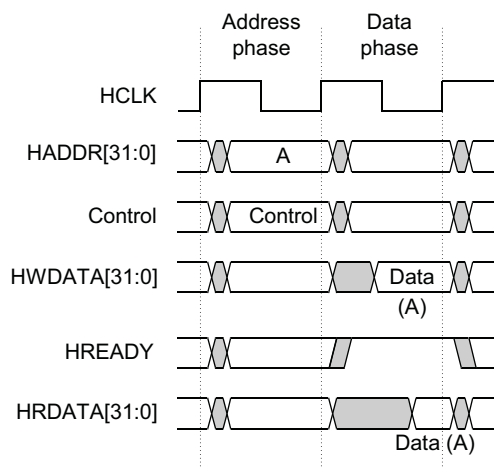 Address phase
Data phase
HCLK
HADDR[31:0]
A
Control
Control
HWDATA[31:0]
Data (A)
HREADY
HRDATA[31:0]
Data (A)